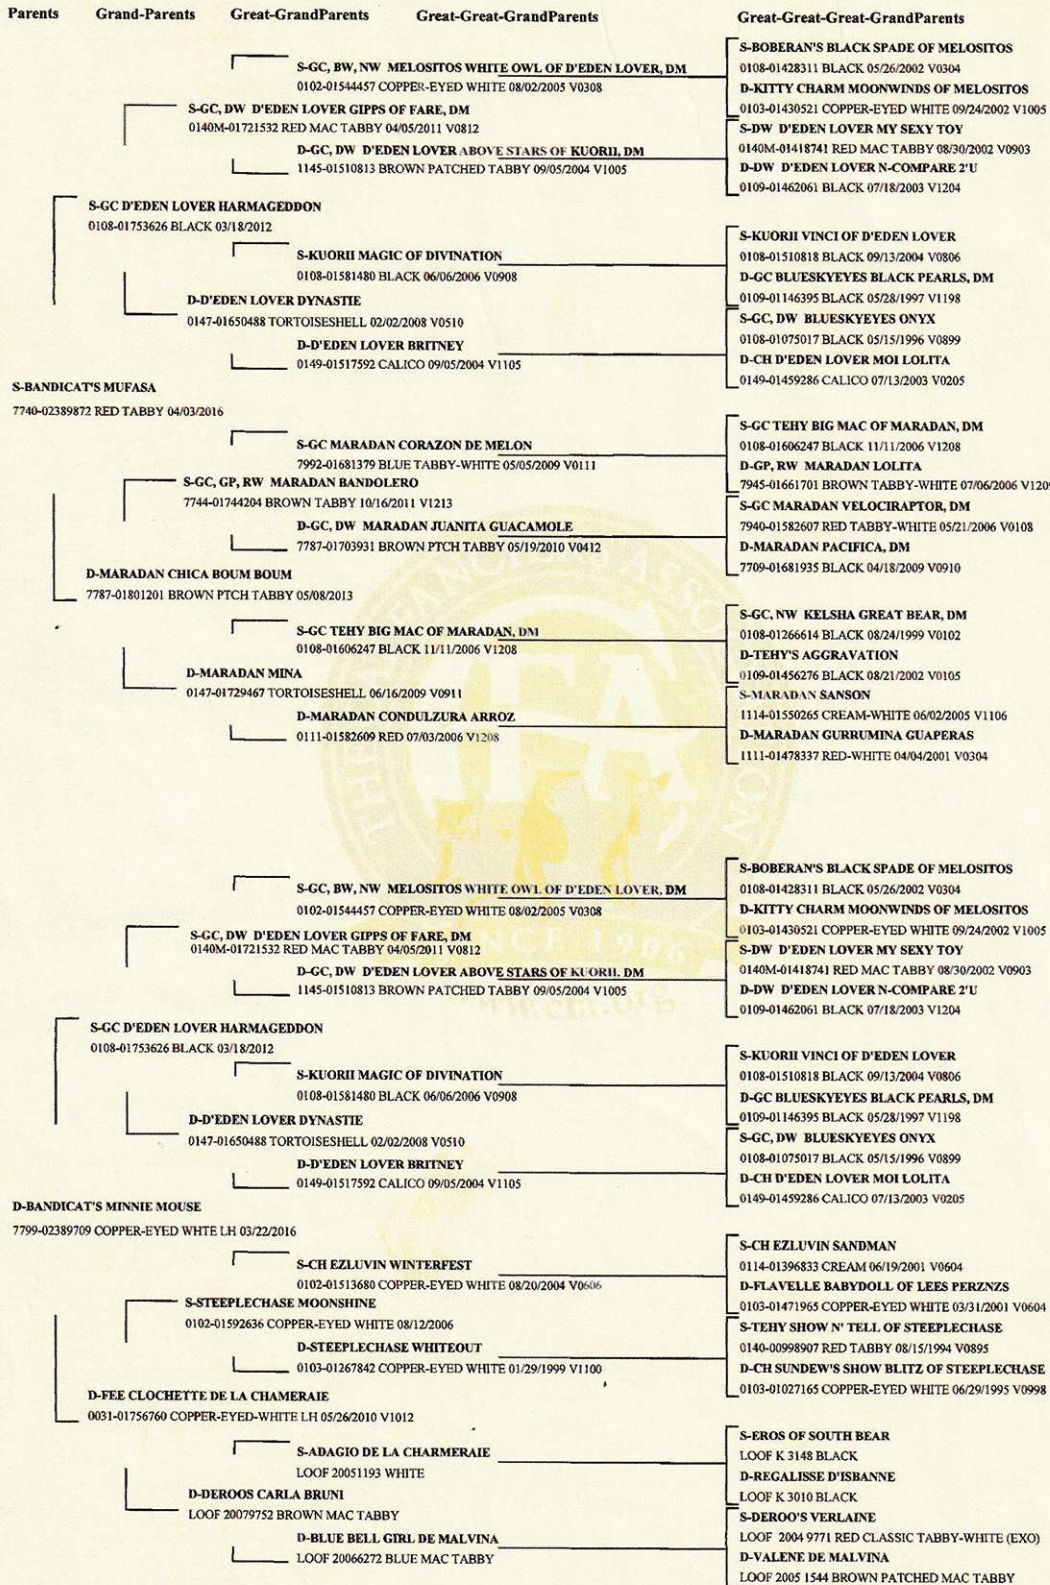 Parents Grand-Parents Great-GrandParents Great-Great-GrandParents Great-Great-Great-GrandParents
S-BOBERAN'S BLACK SPADE OF MELOSITOS
0108-01428311 BLACK 05/26/2002 V0304
S-GC, BW, NW MELOSITOS WHITE OWL OF D'EDEN LOVER, DM
0102-01544457 COPPER-EYED WHITE 08/02/2005 V0308
D-KITTY CHARM MOONWINDS OF MELOSITOS
0103-01430521 COPPER-EYED WHITE 09/24/2002 V1005
S-GC, DW D'EDEN LOVER GIPPS OF FARE, DM
0140M-01721532 RED MAC TABBY 04/05/2011 V0812
S-DW D'EDEN LOVER MY SEXY TOY
0140M-01418741 RED MAC TABBY 08/30/2002 V0903
D-GC, DW D'EDEN LOVER ABOVE STARS OF KUORII, DM
1145-01510813 BROWN PATCHED TABBY 09/05/2004 V1005
D-DW D'EDEN LOVER N-COMPARE 2'U
0109-01462061 BLACK 07/18/2003 V1204
S-GC D'EDEN LOVER HARMAGEDDON
0108-01753626 BLACK 03/18/2012
S-KUORII VINCI OF D'EDEN LOVER
0108-01510818 BLACK 09/13/2004 V0806
S-KUORII MAGIC OF DIVINATION
0108-01581480 BLACK 06/06/2006 V0908
D-GC BLUESKYEYES BLACK PEARLS, DM
0109-01146395 BLACK 05/28/1997 V1198
D-D'EDEN LOVER DYNASTIE
0147-01650488 TORTOISESHELL 02/02/2008 V0510
S-GC, DW BLUESKYEYES ONYX
0108-01075017 BLACK 05/15/1996 V0899
D-D'EDEN LOVER BRITNEY
0149-01517592 CALICO 09/05/2004 V1105
D-CH D'EDEN LOVER MOI LOLITA
0149-01459286 CALICO 07/13/2003 V0205
S-BANDICAT'S MUFASA
7740-02389872 RED TABBY 04/03/2016
S-GC TEHY BIG MAC OF MARADAN, DM
0108-01606247 BLACK 11/11/2006 V1208
S-GC MARADAN CORAZON DE MELON
7992-01681379 BLUE TABBY-WHITE 05/05/2009 V0111
D-GP, RW MARADAN LOLITA
7945-01661701 BROWN TABBY-WHITE 07/06/2006 V1209
S-GC, GP, RW MARADAN BANDOLERO
7744-01744204 BROWN TABBY 10/16/2011 V1213
S-GC MARADAN VELOCIRAPTOR, DM
7940-01582607 RED TABBY-WHITE 05/21/2006 V0108
D-GC, DW MARADAN JUANITA GUACAMOLE
7787-01703931 BROWN PTCH TABBY 05/19/2010 V0412
D-MARADAN PACIFICA, DM
7709-01681935 BLACK 04/18/2009 V0910
D-MARADAN CHICA BOUM BOUM
7787-01801201 BROWN PTCH TABBY 05/08/2013
S-GC, NW KELSHA GREAT BEAR, DM
0108-01266614 BLACK 08/24/1999 V0102
S-GC TEHY BIG MAC OF MARADAN, DM
0108-01606247 BLACK 11/11/2006 V1208
D-TEHY'S AGGRAVATION
0109-01456276 BLACK 08/21/2002 V0105
D-MARADAN MINA
0147-01729467 TORTOISESHELL 06/16/2009 V0911
S-MARADAN SANSON
1114-01550265 CREAM-WHITE 06/02/2005 V1106
D-MARADAN CONDULZURA ARROZ
0111-01582609 RED 07/03/2006 V1208
D-MARADAN GURRUMINA GUAPERAS
1111-01478337 RED-WHITE 04/04/2001 V0304
S-BOBERAN'S BLACK SPADE OF MELOSITOS
0108-01428311 BLACK 05/26/2002 V0304
S-GC, BW, NW MELOSITOS WHITE OWL OF D'EDEN LOVER, DM
0102-01544457 COPPER-EYED WHITE 08/02/2005 V0308
D-KITTY CHARM MOONWINDS OF MELOSITOS
0103-01430521 COPPER-EYED WHITE 09/24/2002 V1005
S-GC, DW D'EDEN LOVER GIPPS OF FARE, DM
0140M-01721532 RED MAC TABBY 04/05/2011 V0812
S-DW D'EDEN LOVER MY SEXY TOY
0140M-01418741 RED MAC TABBY 08/30/2002 V0903
D-GC, DW D'EDEN LOVER ABOVE STARS OF KUORII, DM
1145-01510813 BROWN PATCHED TABBY 09/05/2004 V1005
D-DW D'EDEN LOVER N-COMPARE 2'U
0109-01462061 BLACK 07/18/2003 V1204
SINCE 1906
www.cfa.org
S-GC D'EDEN LOVER HARMAGEDDON
0108-01753626 BLACK 03/18/2012
S-KUORII VINCI OF D'EDEN LOVER
0108-01510818 BLACK 09/13/2004 V0806
S-KUORII MAGIC OF DIVINATION
0108-01581480 BLACK 06/06/2006 V0908
D-GC BLUESKYEYES BLACK PEARLS, DM
0109-01146395 BLACK 05/28/1997 V1198
D-D'EDEN LOVER DYNASTIE
0147-01650488 TORTOISESHELL 02/02/2008 V0510
S-GC, DW BLUESKYEYES ONYX
0108-01075017 BLACK 05/15/1996 V0899
D-D'EDEN LOVER BRITNEY
0149-01517592 CALICO 09/05/2004 V1105
D-CH D'EDEN LOVER MOI LOLITA
0149-01459286 CALICO 07/13/2003 V0205
D-BANDICAT'S MINNIE MOUSE
7799-02389709 COPPER-EYED WHTE LH 03/22/2016
S-CH EZLUVIN SANDMAN
0114-01396833 CREAM 06/19/2001 V0604
S-CH EZLUVIN WINTERFEST
0102-01513680 COPPER-EYED WHITE 08/20/2004 V0606
D-FLAVELLE BABYDOLL OF LEES PERZNZS
0103-01471965 COPPER-EYED WHITE 03/31/2001 V0604
S-STEEPLECHASE MOONSHINE
0102-01592636 COPPER-EYED WHITE 08/12/2006
S-TEHY SHOW N' TELL OF STEEPLECHASE
0140-00998907 RED TABBY 08/15/1994 V0895
D-STEEPLECHASE WHITEOUT
0103-01267842 COPPER-EYED WHITE 01/29/1999 V1100
D-CH SUNDEW'S SHOW BLITZ OF STEEPLECHASE
0103-01027165 COPPER-EYED WHITE 06/29/1995 V0998
D-FEE CLOCHETTE DE LA CHAMERAIE
0031-01756760 COPPER-EYED-WHITE LH 05/26/2010 V1012
S-EROS OF SOUTH BEAR
LOOF K 3148 BLACK
S-ADAGIO DE LA CHARMERAIE
LOOF 20051193 WHITE
D-REGALISSE D'ISBANNE
LOOF K 3010 BLACK
D-DEROOS CARLA BRUNI
LOOF 20079752 BROWN MAC TABBY
S-DEROO'S VERLAINE
LOOF 2004 9771 RED CLASSIC TABBY-WHITE (EXO)
D-BLUE BELL GIRL DE MALVINA
LOOF 20066272 BLUE MAC TABBY
D-VALENE DE MALVINA
LOOF 2005 1544 BROWN PATCHED MAC TABBY